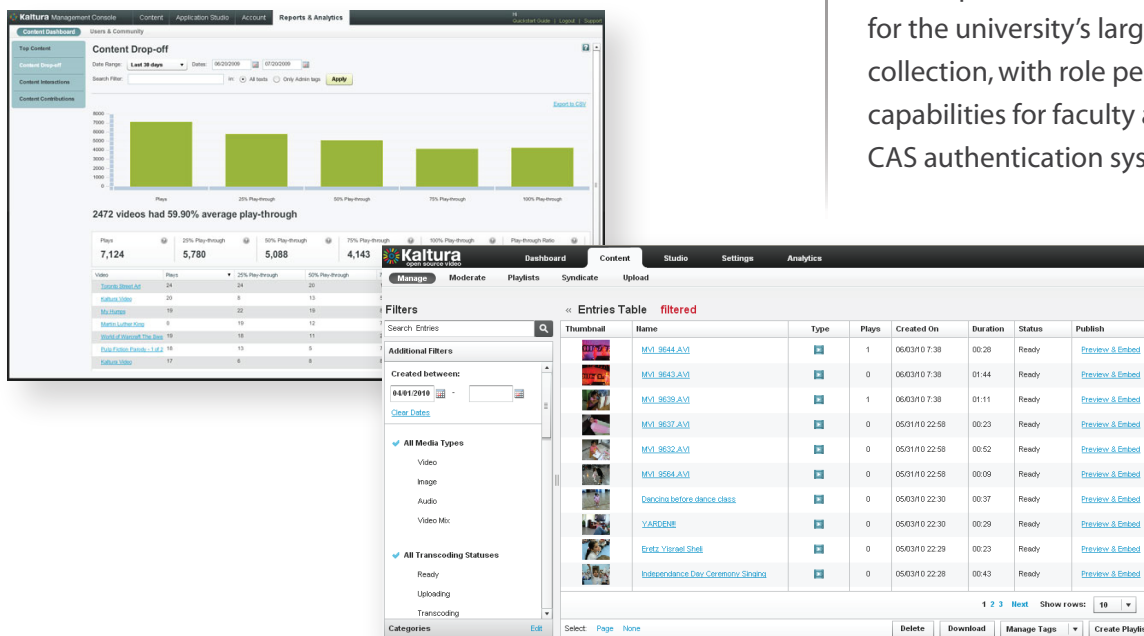 Kaltura Management Console Content Application Studio Account Reports & Analytics
Hi
Quickstart Guide | Logout | Support
Content Dashboard Users & Community
Top Content
Content Drop-off
Content Interactions
Content Contributions
Content Drop-off
Date Range: Last 30 days Dates: 06/20/2009 07/20/2009
Search Filter: in: All tags Only Admin tags Apply
Export to CSV
8000
7000
6000
5000
4000
3000
2000
1000
0
Plays 25% Play-through 50% Play-through 75% Play-through 100% Play-through
2472 videos had 59.90% average play-through
Plays 25% Play-through 50% Play-through 75% Play-through 100% Play-through Play-through Ratio
7,124 5,780 5,088 4,143
Video Plays 25% Play-through 50% Play-through
Toronto Street Art 24 24 20
Kaltura Video 20 8 13
My Humps 19 22 19
Martin Luther King 9 19 12
World of Warcraft The 19 18 11
Pulp Fiction Parody - 1 of 2 18 13 5
Kaltura Video 17 6 8
for the university's larg
collection, with role pe
capabilities for faculty a
CAS authentication sys
Kaltura
open source video
Dashboard Content Studio Settings Analytics
Manage Moderate Playlists Syndicate Upload
Filters
Search Entries
Additional Filters
Created between:
04/01/2010 -
Clear Dates
All Media Types
Video
Image
Audio
Video Mix
All Transcoding Statuses
Ready
Uploading
Transcoding
Categories Edit
« Entries Table filtered
Thumbnail Name Type Plays Created On Duration Status Publish
MVI_9644.AVI 1 06/03/10 7:38 00:28 Ready Preview & Embed
MVI_9643.AVI 0 06/03/10 7:38 01:44 Ready Preview & Embed
MVI_9639.AVI 1 06/03/10 7:38 01:11 Ready Preview & Embed
MVI_9637.AVI 0 05/31/10 22:58 00:23 Ready Preview & Embed
MVI_9632.AVI 0 05/31/10 22:58 00:52 Ready Preview & Embed
MVI_9564.AVI 0 05/31/10 22:58 00:09 Ready Preview & Embed
Dancing before dance class 0 05/03/10 22:30 00:37 Ready Preview & Embed
YARDEN!!! 0 05/03/10 22:30 00:29 Ready Preview & Embed
Eretz Yisrael Sheli 0 05/03/10 22:29 00:23 Ready Preview & Embed
Independance Day Ceremony Singing 0 05/03/10 22:28 00:43 Ready Preview & Embed
1 2 3 Next Show rows: 10
Select: Page None Delete Download Manage Tags Create Playlis